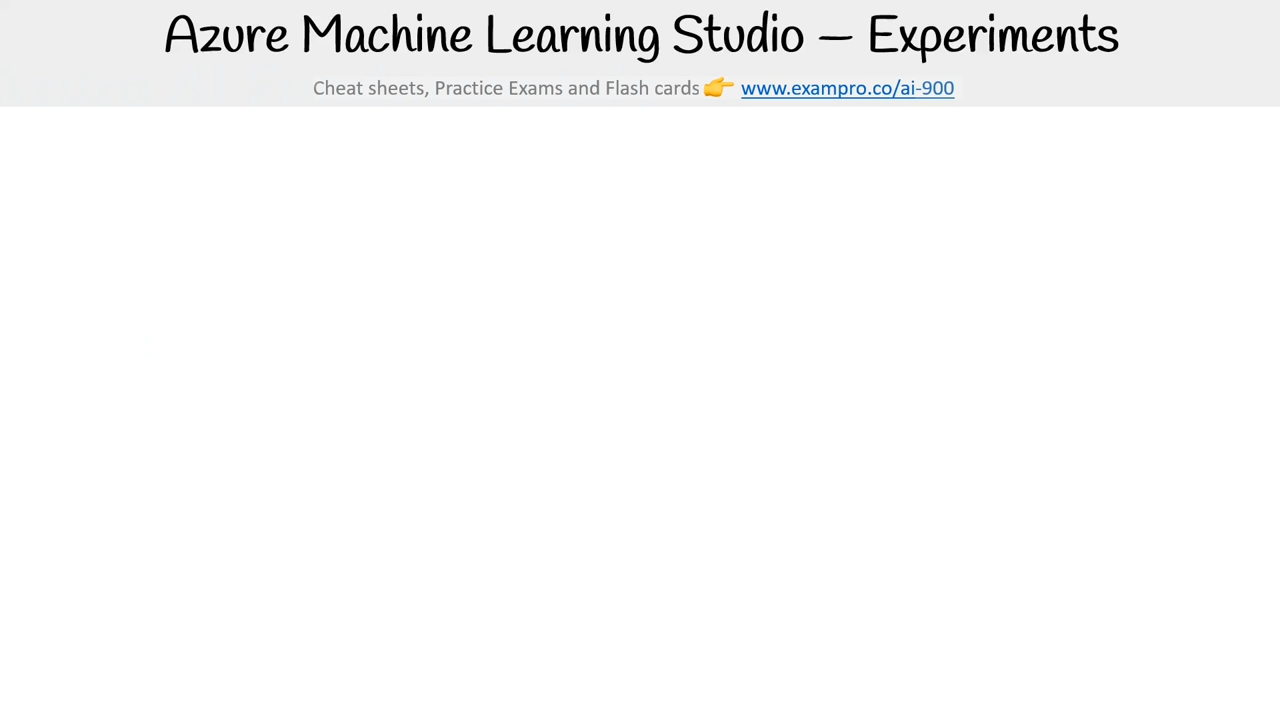 Azure Machine Learning Studio — Experiments
Cheat sheets, Practice Exams and Flash cards 👉 www.exampro.co/ai-900